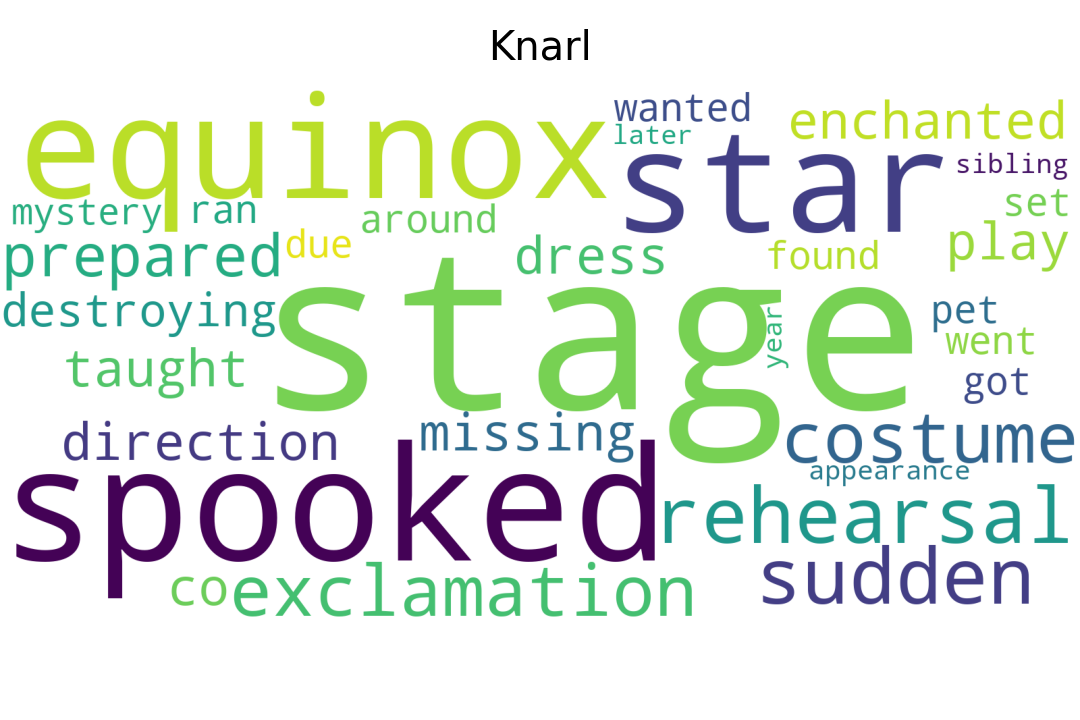 Knarl
equinox
wanted
later
enchanted
star
sibling
mystery
ran
around
set
prepared
due
dress
found
play
destroying
stage
year
pet
went
taught
got
direction
missing
costume
appearance
spooked
rehearsal
co
exclamation
sudden